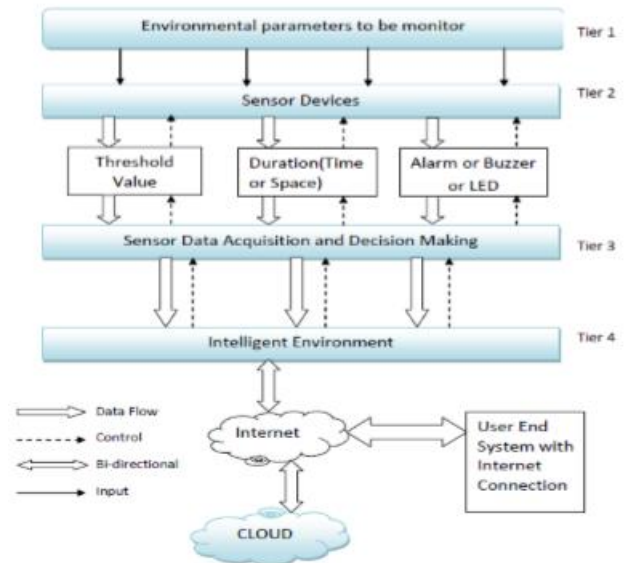 Environmental parameters to be monitor
Tier 1
Sensor Devices
Tier 2
Threshold
Value
Duration(Time
or Space)
Alarm or Buzzer
or LED
Sensor Data Acquisition and Decision Making
Tier 3
Intelligent Environment
Tier 4
Data Flow
Control
Bi-directional
Input
Internet
User End
System with
Internet
Connection
CLOUD